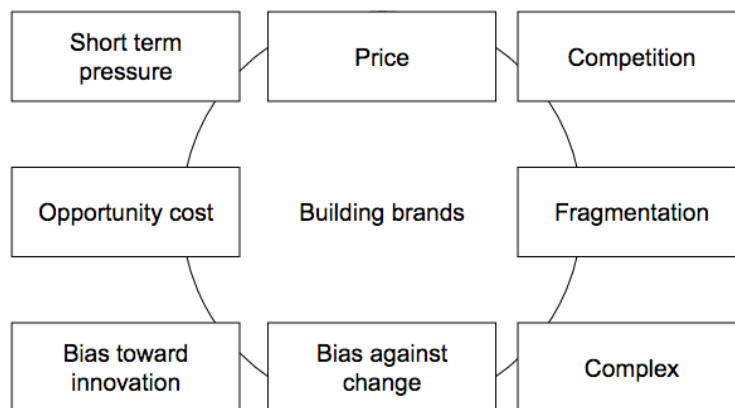 Short term
pressure
Price
Competition
Opportunity cost
Building brands
Fragmentation
Bias toward
innovation
Bias against
change
Complex